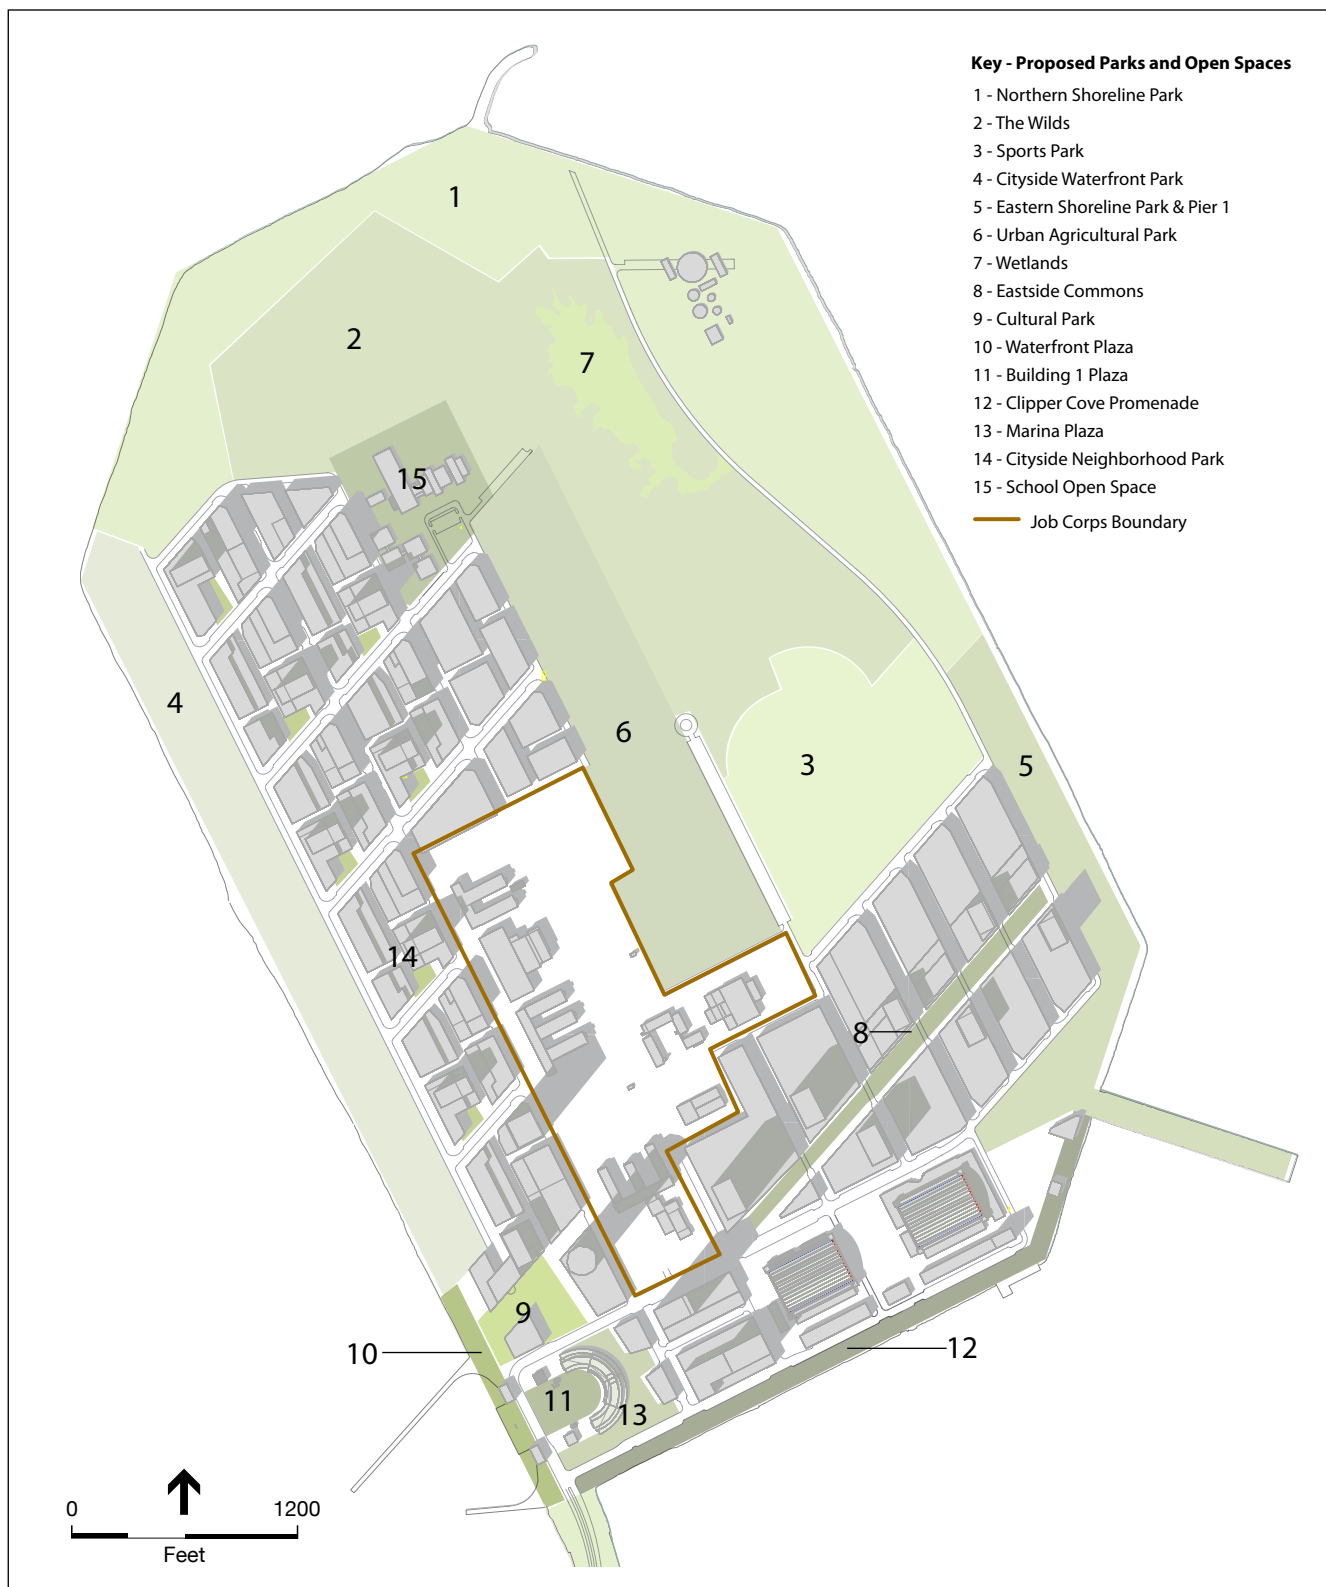 Key - Proposed Parks and Open Spaces
1 - Northern Shoreline Park
2 - The Wilds
3 - Sports Park
4 - Cityside Waterfront Park
5 - Eastern Shoreline Park & Pier 1
6 - Urban Agricultural Park
7 - Wetlands
8 - Eastside Commons
9 - Cultural Park
10 - Waterfront Plaza
11 - Building 1 Plaza
12 - Clipper Cove Promenade
13 - Marina Plaza
14 - Cityside Neighborhood Park
15 - School Open Space
Job Corps Boundary
1
2
7
15
4
6
3
5
14
8
9
10
12
11
13
0 1200
Feet